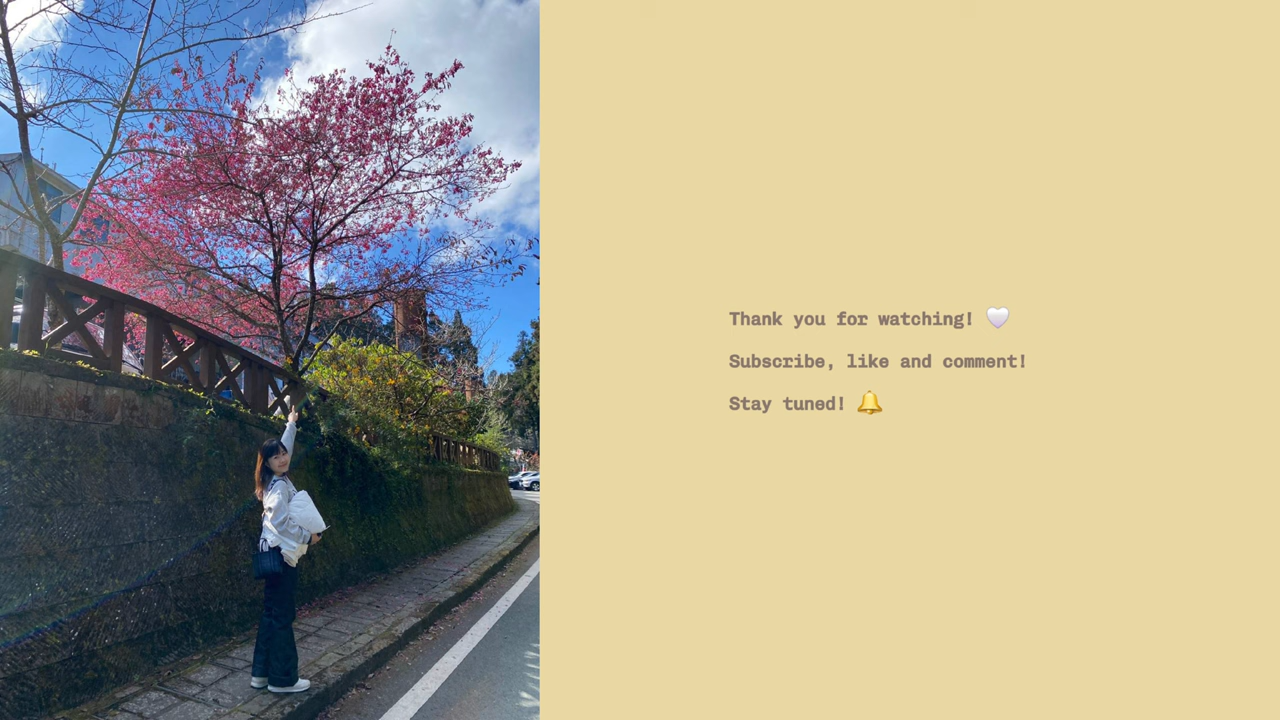 Thank you for watching! 🤍
Subscribe, like and comment!
Stay tuned! 🔔